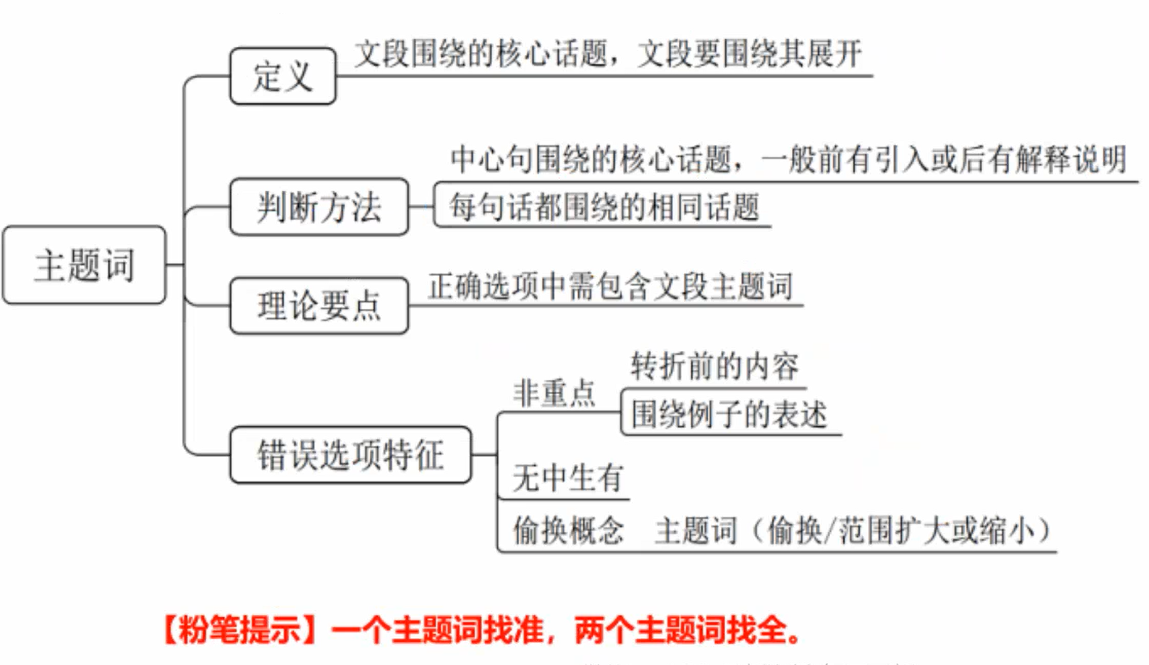 主题词
定义
文段围绕的核心话题，文段要围绕其展开
判断方法
中心句围绕的核心话题，一般前有引入或后有解释说明
每句话都围绕的相同话题
理论要点
正确选项中需包含文段主题词
错误选项特征
非重点
转折前的内容
围绕例子的表述
无中生有
偷换概念 主题词（偷换/范围扩大或缩小）
【粉笔提示】一个主题词找准，两个主题词找全。